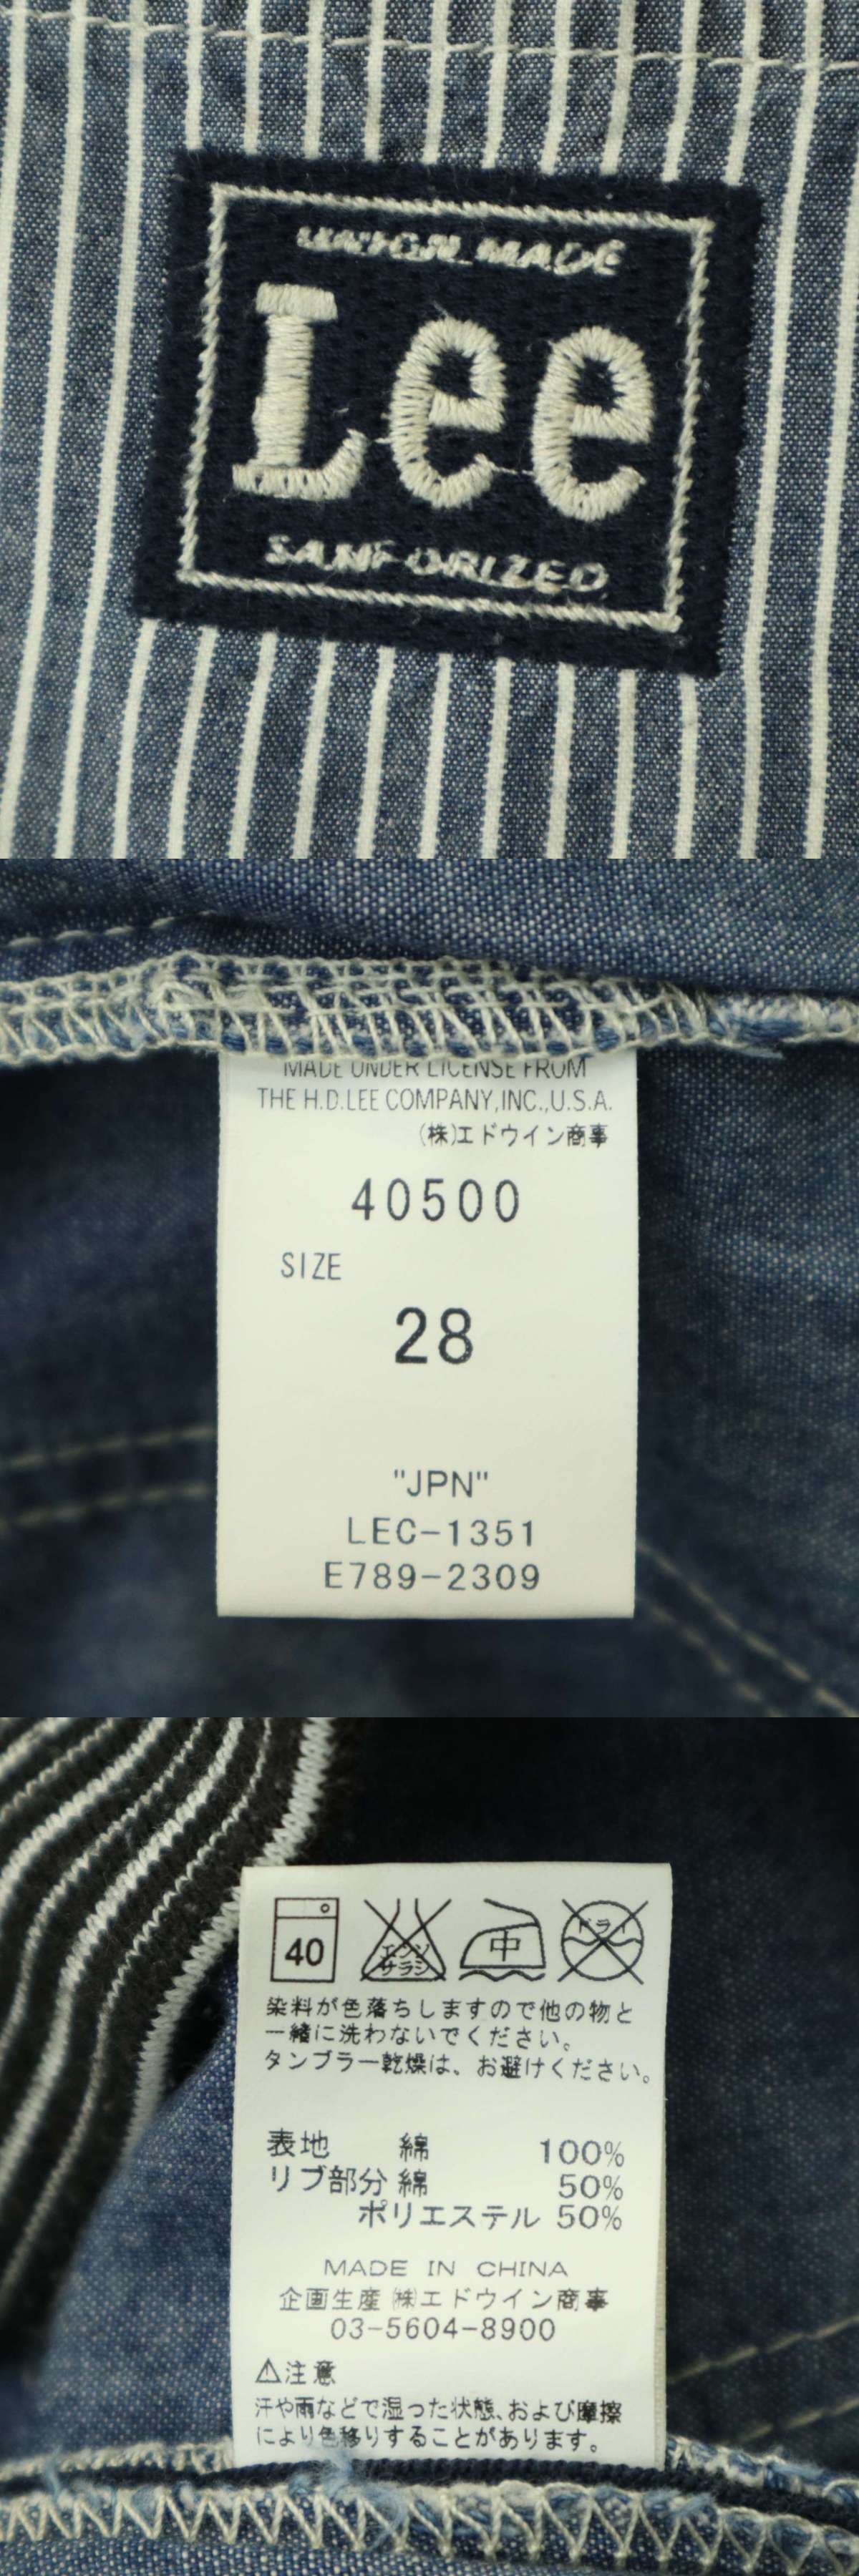 UNION MADE
Lee
SANFORIZED
MADE UNDER LICENSE FROM
THE H.D.LEE COMPANY,INC.,U.S.A.
(株)エドウイン商事
40500
SIZE
28
"JPN"
LEC-1351
E789-2309
40 エンソ サラシ 中 ドライ
染料が色落ちしますので他の物と
一緒に洗わないでください。
タンブラー乾燥は、お避けください。
表地 綿 100%
リブ部分 綿 50%
ポリエステル 50%
MADE IN CHINA
企画生産 ㈱エドウイン商事
03-5604-8900
⚠注意
汗や雨などで湿った状態、および摩擦
により色移りすることがあります。